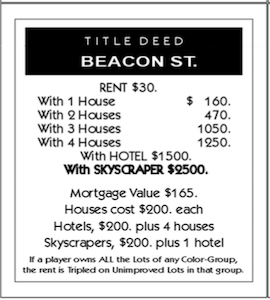 TITLE DEED
BEACON ST.
RENT $30.
With 1 House $ 160.
With 2 Houses 470.
With 3 Houses 1050.
With 4 Houses 1250.
With HOTEL $1500.
With SKYSCRAPER $2500.
Mortgage Value $165.
Houses cost $200. each
Hotels, $200. plus 4 houses
Skyscrapers, $200. plus 1 hotel
If a player owns ALL the Lots of any Color-Group,
the rent is Tripled on Unimproved Lots in that group.